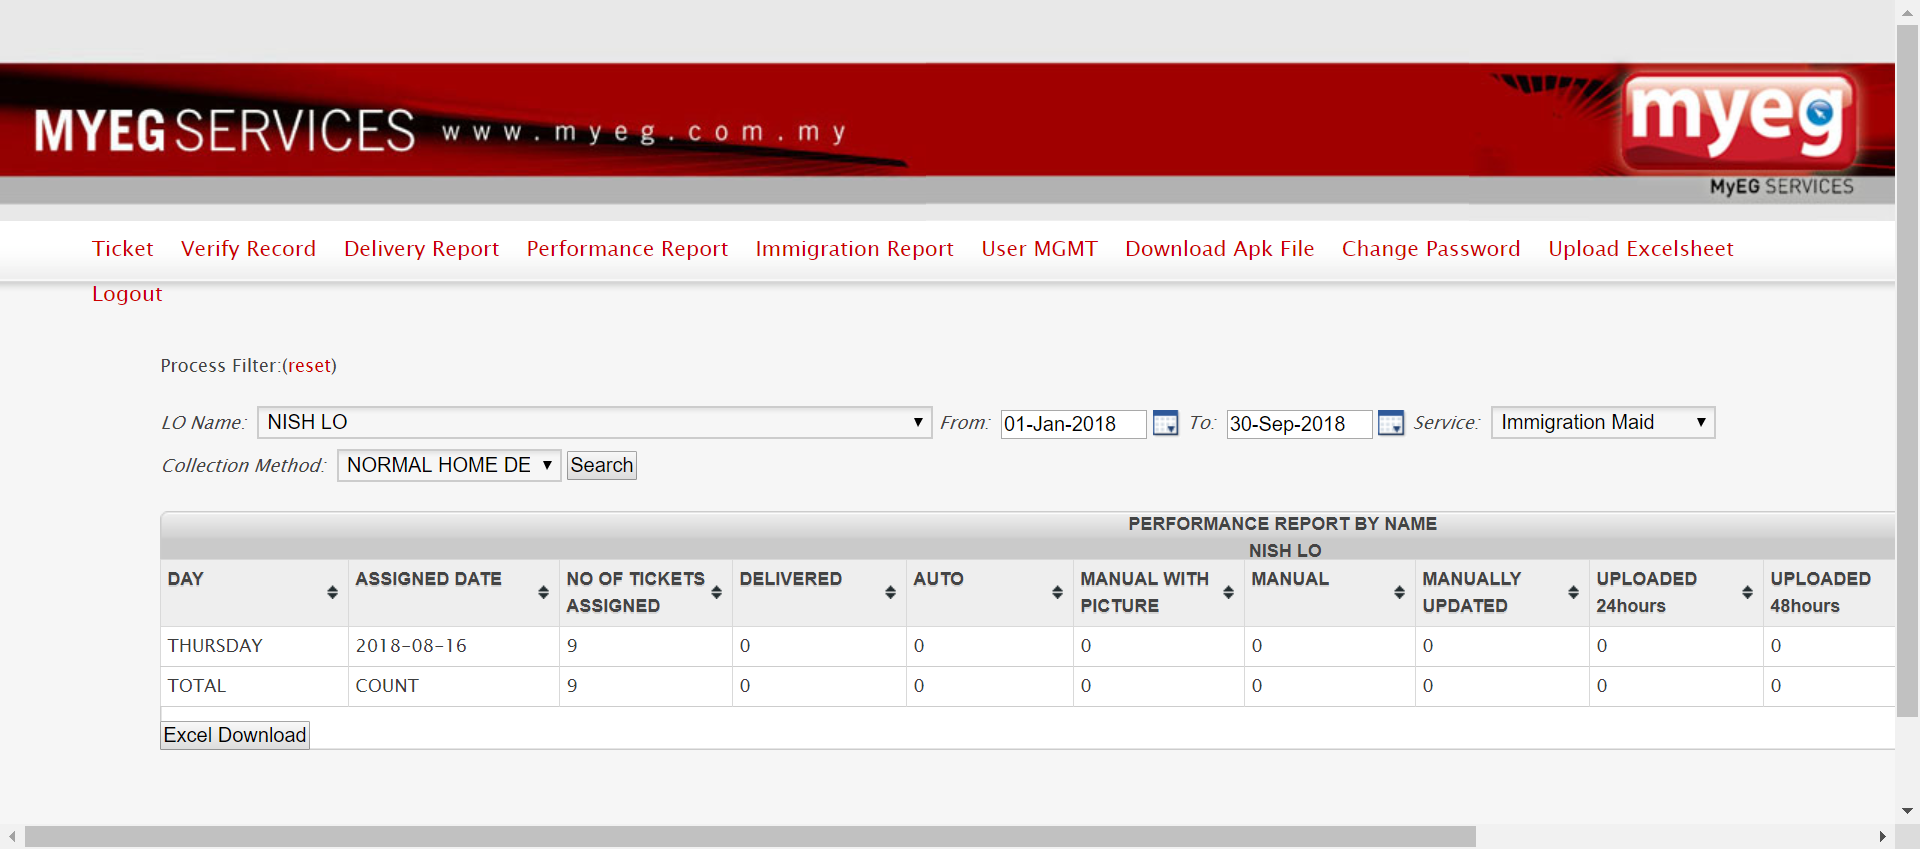 MYEG SERVICES www.myeg.com.my
myeg
MyEG SERVICES
Ticket Verify Record Delivery Report Performance Report Immigration Report User MGMT Download Apk File Change Password Upload Excelsheet
Logout
Process Filter:(reset)
LO Name: NISH LO From: 01-Jan-2018 To: 30-Sep-2018 Service: Immigration Maid
Collection Method: NORMAL HOME DE Search
PERFORMANCE REPORT BY NAME
NISH LO
DAY ASSIGNED DATE NO OF TICKETS ASSIGNED DELIVERED AUTO MANUAL WITH PICTURE MANUAL MANUALLY UPDATED UPLOADED 24hours UPLOADED 48hours
THURSDAY 2018-08-16 9 0 0 0 0 0 0 0
TOTAL COUNT 9 0 0 0 0 0 0 0
Excel Download